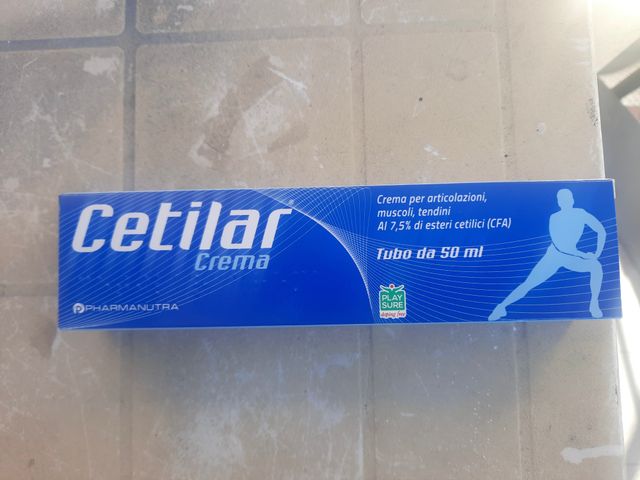 Cetilar®
Crema
PHARMANUTRA
Crema per articolazioni,
muscoli, tendini
Al 7,5% di esteri cetilici (CFA)
Tubo da 50 ml
PLAY
SURE
doping free